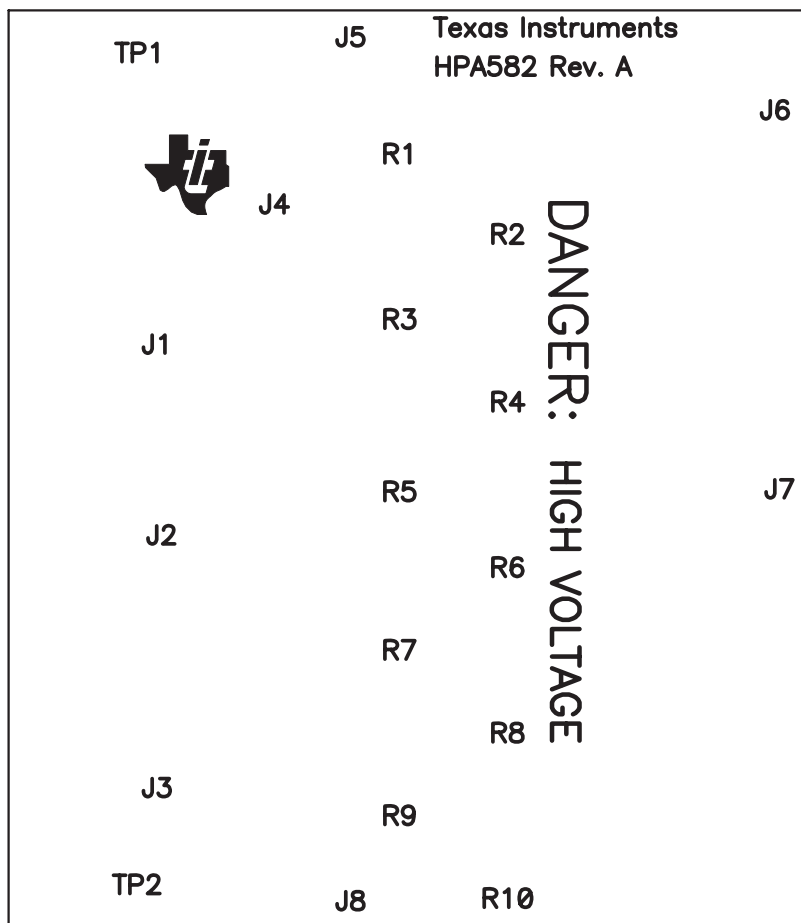 Texas Instruments
J5
TP1
HPA582 Rev. A
J6
R1
J4
R2
DANGER: HIGH VOLTAGE
R3
J1
R4
R5
J7
J2
R6
R7
R8
J3
R9
TP2
J8
R10